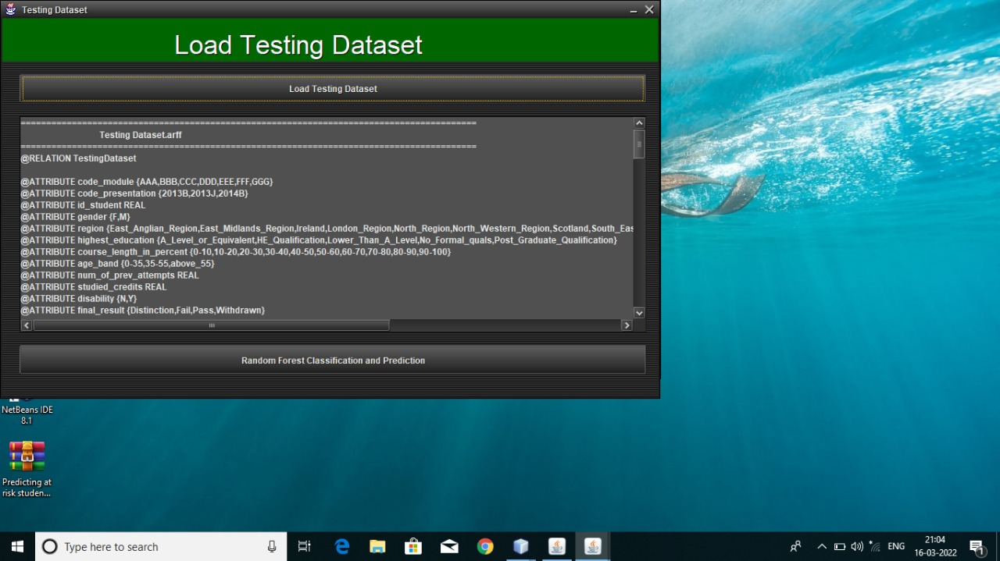 Testing Dataset
Load Testing Dataset
Load Testing Dataset
==========================================================================================
Testing Dataset.arff
==========================================================================================
@RELATION TestingDataset
@ATTRIBUTE code_module {AAA,BBB,CCC,DDD,EEE,FFF,GGG}
@ATTRIBUTE code_presentation {2013B,2013J,2014B}
@ATTRIBUTE id_student REAL
@ATTRIBUTE gender {F,M}
@ATTRIBUTE region {East_Anglian_Region,East_Midlands_Region,Ireland,London_Region,North_Region,North_Western_Region,Scotland,South_Eas
@ATTRIBUTE highest_education {A_Level_or_Equivalent,HE_Qualification,Lower_Than_A_Level,No_Formal_quals,Post_Graduate_Qualification}
@ATTRIBUTE course_length_in_percent {0-10,10-20,20-30,30-40,40-50,50-60,60-70,70-80,80-90,90-100}
@ATTRIBUTE age_band {0-35,35-55,above_55}
@ATTRIBUTE num_of_prev_attempts REAL
@ATTRIBUTE studied_credits REAL
@ATTRIBUTE disability {N,Y}
@ATTRIBUTE final_result {Distinction,Fail,Pass,Withdrawn}
Random Forest Classification and Prediction
NetBeans IDE
8.1
Predicting at
risk studen...
Type here to search
ENG
21:04
16-03-2022
1